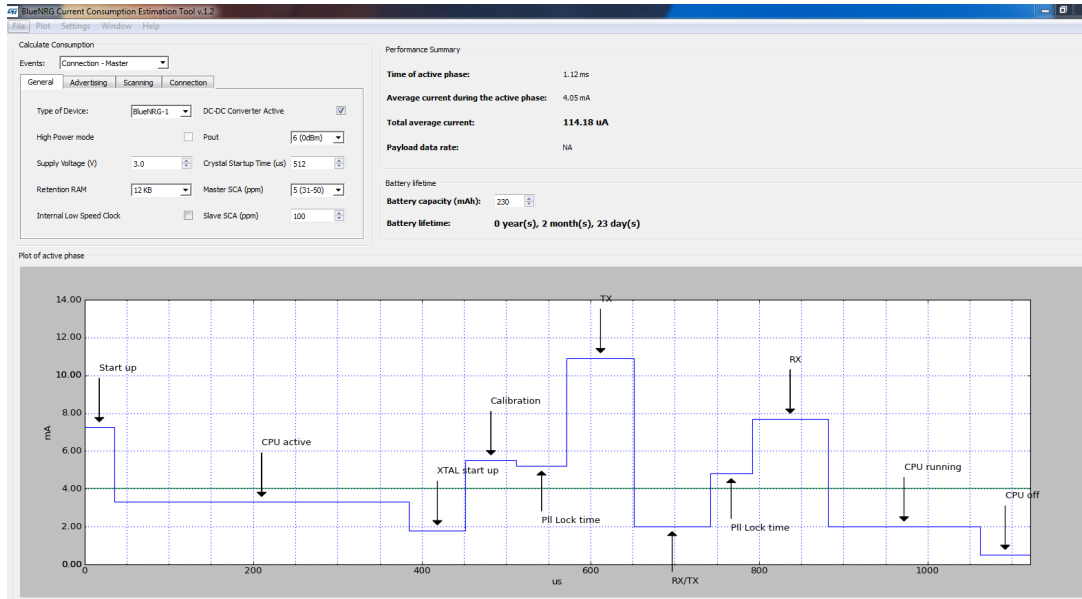 BlueNRG Current Consumption Estimation Tool v.1.2
File Plot Settings Window Help
Calculate Consumption
Events: Connection - Master
General Advertising Scanning Connection
Type of Device: BlueNRG-1 DC-DC Converter Active
High Power mode Pout 6 (0dBm)
Supply Voltage (V) 3.0 Crystal Startup Time (us) 512
Retention RAM 12 KB Master SCA (ppm) 5 (31-50)
Internal Low Speed Clock Slave SCA (ppm) 100
Performance Summary
Time of active phase: 1.12 ms
Average current during the active phase: 4.05 mA
Total average current: 114.18 uA
Payload data rate: NA
Battery lifetime
Battery capacity (mAh): 230
Battery lifetime: 0 year(s), 2 month(s), 23 day(s)
Plot of active phase
14.00
12.00
10.00
8.00
6.00
4.00
2.00
0.00
mA
Start up
CPU active
XTAL start up
Calibration
Pll Lock time
TX
RX/TX
Pll Lock time
RX
CPU running
CPU off
0 200 400 600 800 1000
us